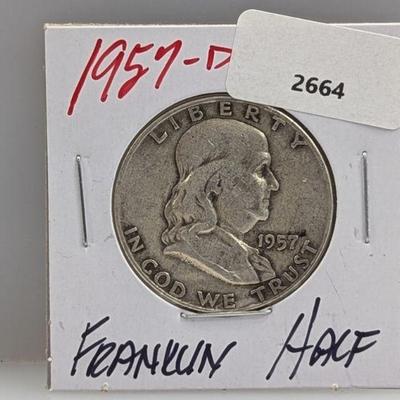 1957-D
2664
LIBERTY
1957
IN GOD WE TRUST
FRANKLIN HALF